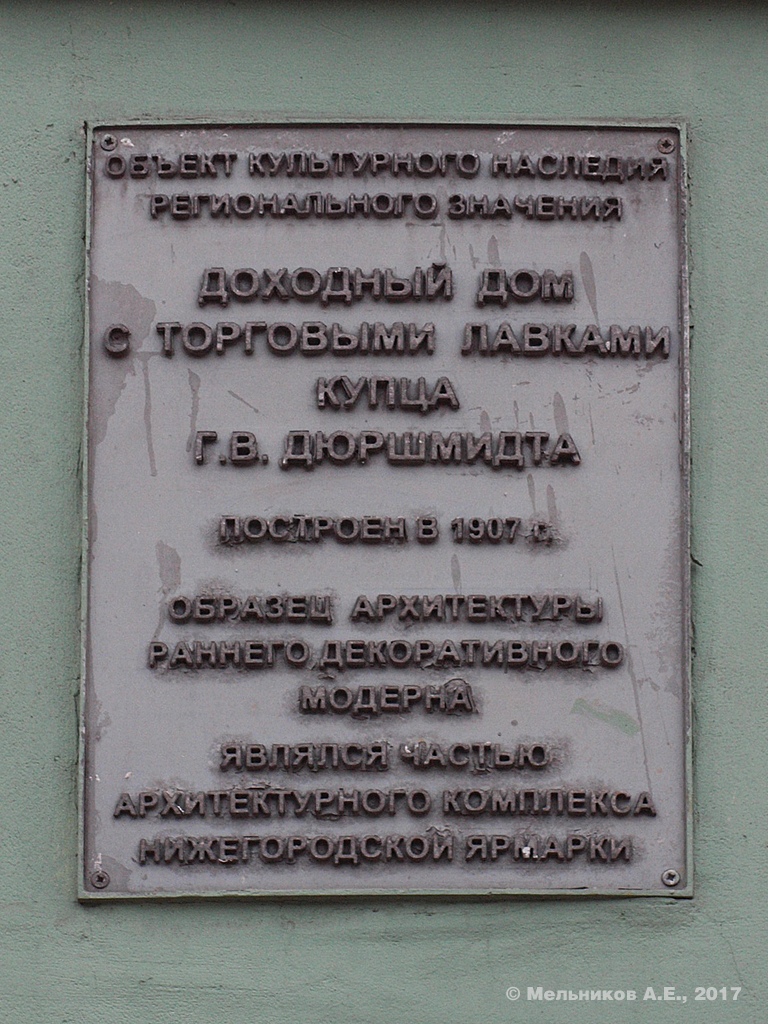 ОБЪЕКТ КУЛЬТУРНОГО НАСЛЕДИЯ
РЕГИОНАЛЬНОГО ЗНАЧЕНИЯ
ДОХОДНЫЙ ДОМ
С ТОРГОВЫМИ ЛАВКАМИ
КУПЦА
Г.В. ДЮРШМИДТА
ПОСТРОЕН В 1907 г.
ОБРАЗЕЦ АРХИТЕКТУРЫ
РАННЕГО ДЕКОРАТИВНОГО
МОДЕРНА
ЯВЛЯЛСЯ ЧАСТЬЮ
АРХИТЕКТУРНОГО КОМПЛЕКСА
НИЖЕГОРОДСКОЙ ЯРМАРКИ
© Мельников А.Е., 2017